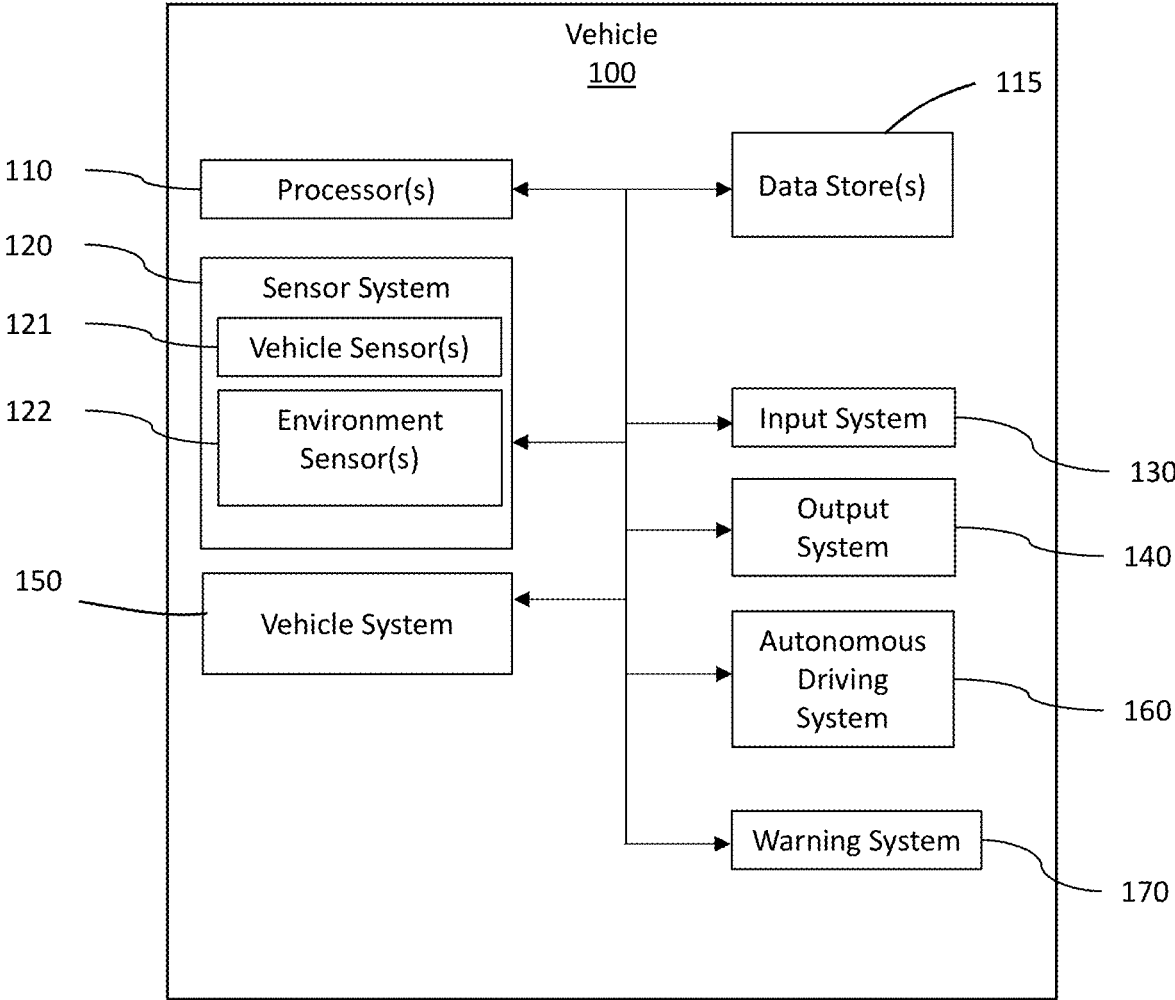 Vehicle
100
115
110
Processor(s)
Data Store(s)
120
Sensor System
121
Vehicle Sensor(s)
122
Environment
Sensor(s)
Input System
130
Output
System
140
150
Vehicle System
Autonomous
Driving
System
160
Warning System
170